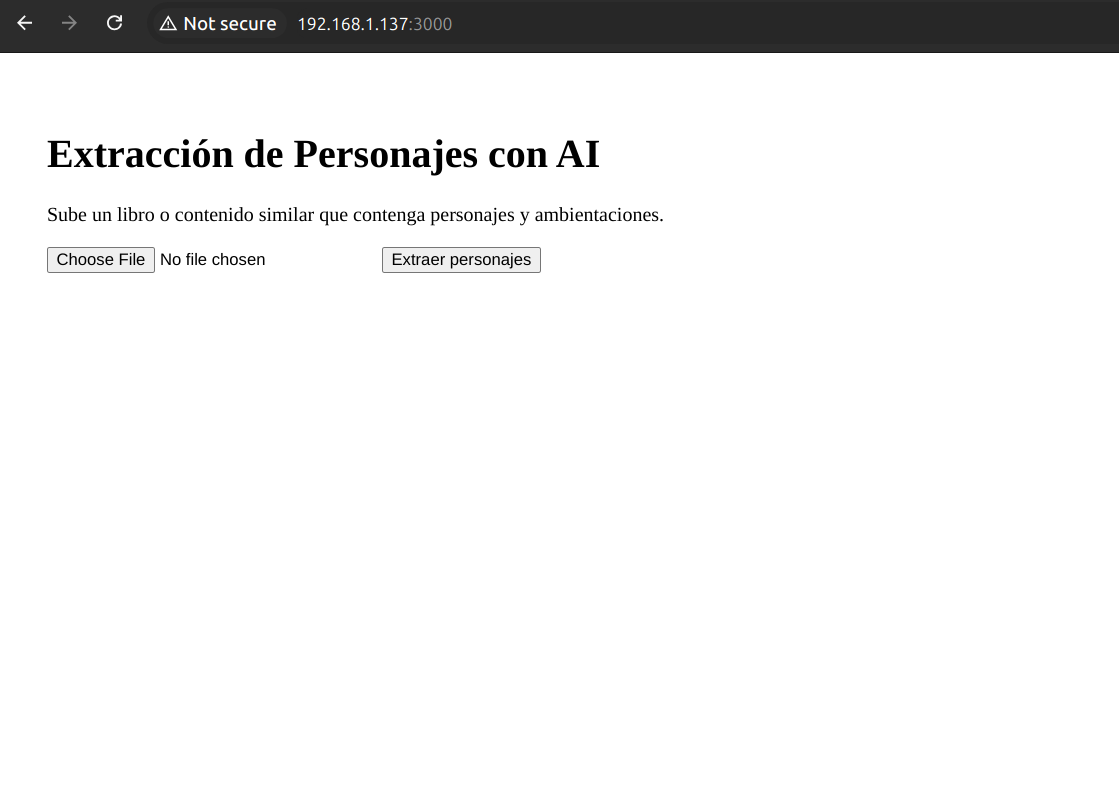 Not secure 192.168.1.137:3000
Extracción de Personajes con AI
Sube un libro o contenido similar que contenga personajes y ambientaciones.
Choose File No file chosen Extraer personajes